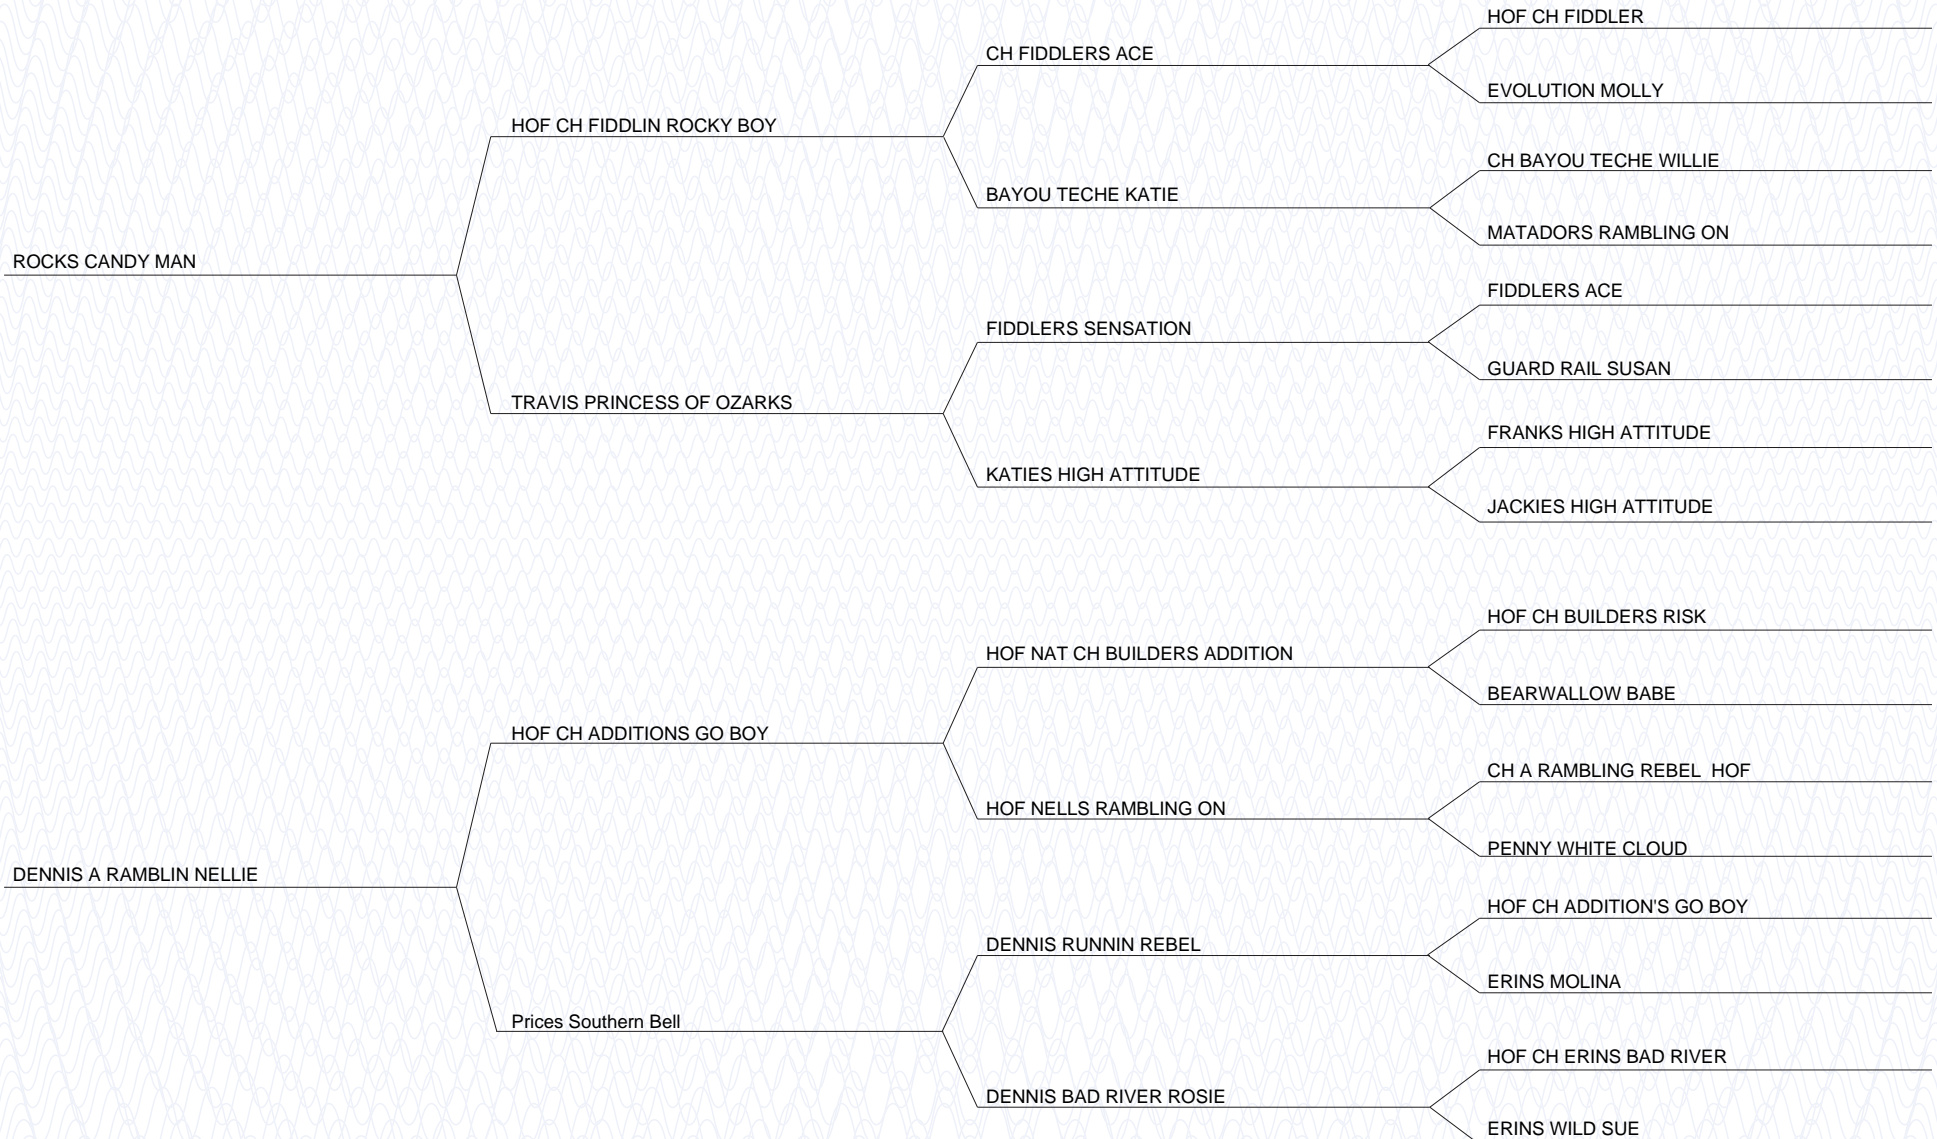 HOF CH FIDDLER
CH FIDDLERS ACE
EVOLUTION MOLLY
HOF CH FIDDLIN ROCKY BOY
CH BAYOU TECHE WILLIE
BAYOU TECHE KATIE
MATADORS RAMBLING ON
ROCKS CANDY MAN
FIDDLERS ACE
FIDDLERS SENSATION
GUARD RAIL SUSAN
TRAVIS PRINCESS OF OZARKS
FRANKS HIGH ATTITUDE
KATIES HIGH ATTITUDE
JACKIES HIGH ATTITUDE
HOF CH BUILDERS RISK
HOF NAT CH BUILDERS ADDITION
BEARWALLOW BABE
HOF CH ADDITIONS GO BOY
CH A RAMBLING REBEL  HOF
HOF NELLS RAMBLING ON
PENNY WHITE CLOUD
DENNIS A RAMBLIN NELLIE
HOF CH ADDITION'S GO BOY
DENNIS RUNNIN REBEL
ERINS MOLINA
Prices Southern Bell
HOF CH ERINS BAD RIVER
DENNIS BAD RIVER ROSIE
ERINS WILD SUE